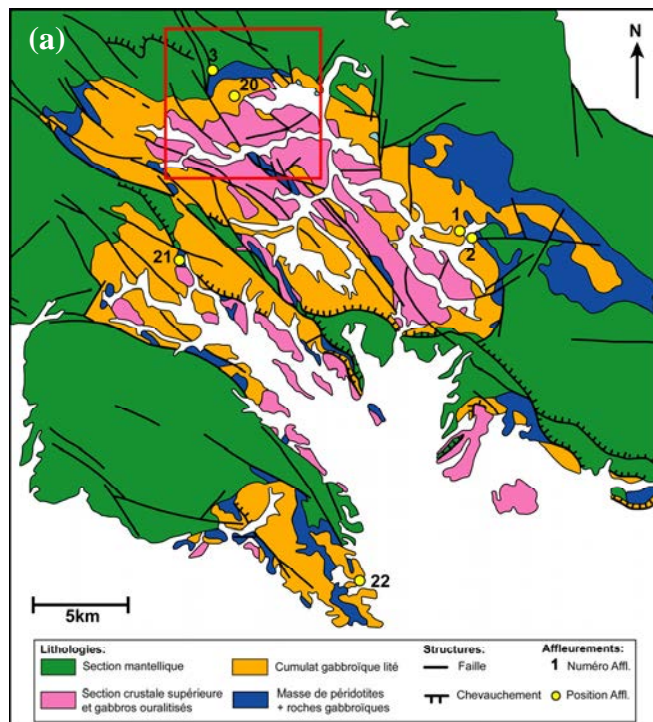 (a)
N
3
20
1
2
21
22
5km
Lithologies:
Section mantellique
Cumulat gabbroïque lité
Section crustale supérieure
et gabbros ouralitisés
Masse de péridotites
+ roches gabbroïques
Structures:
Faille
Chevauchement
Affleurements:
1 Numéro Affl.
Position Affl.